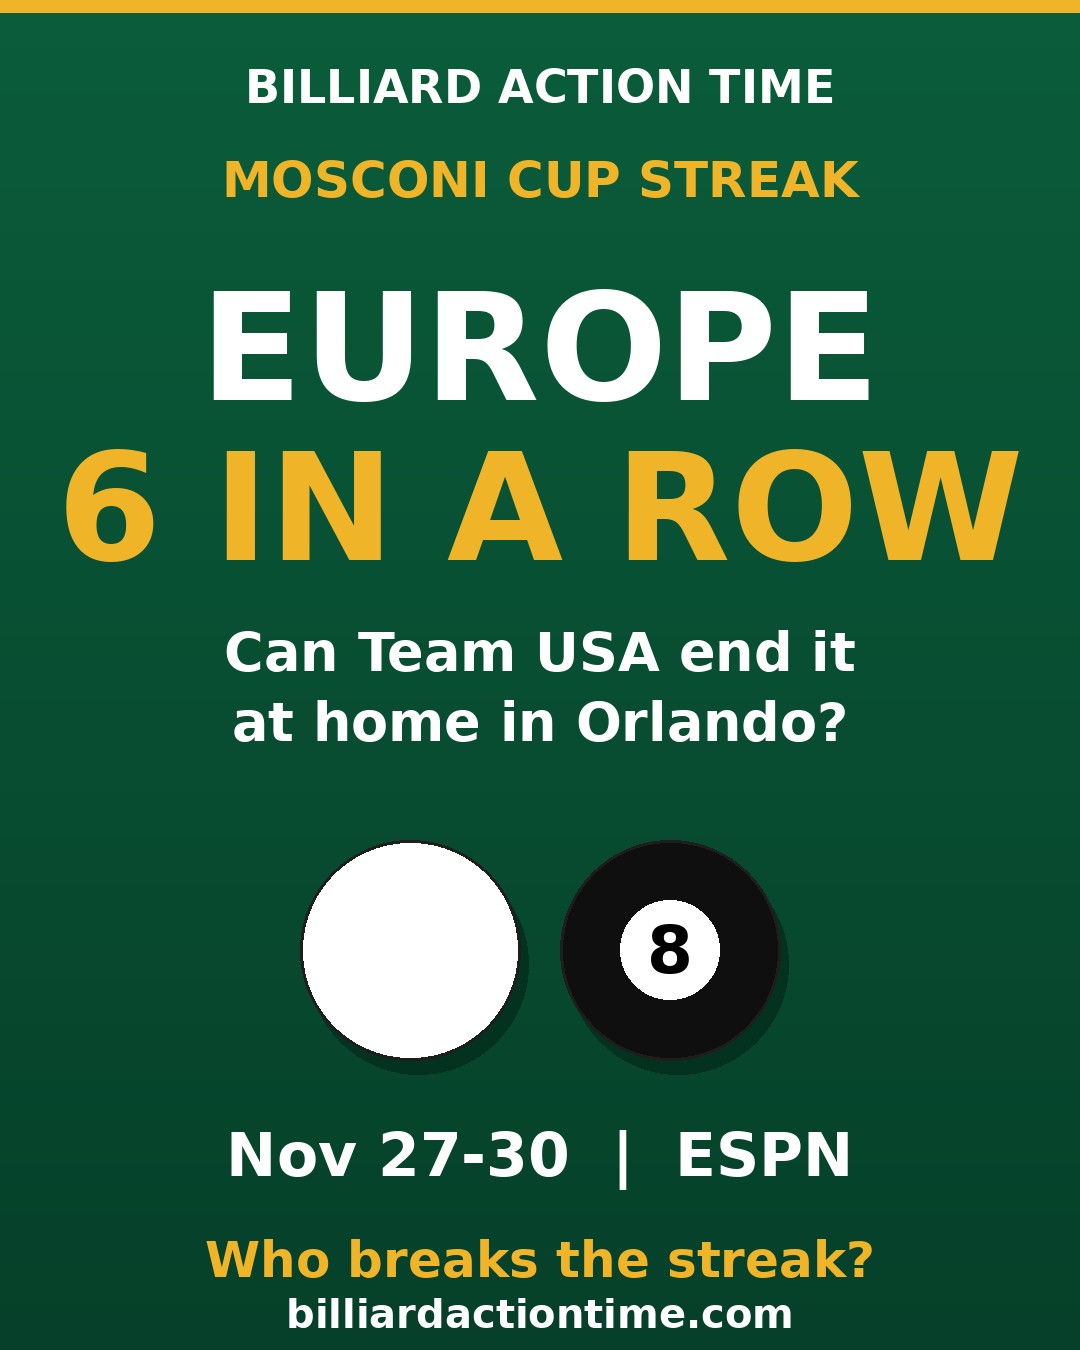 BILLIARD ACTION TIME
MOSCONI CUP STREAK
EUROPE
6 IN A ROW
Can Team USA end it
at home in Orlando?
8
Nov 27-30 | ESPN
Who breaks the streak?
billiardactiontime.com